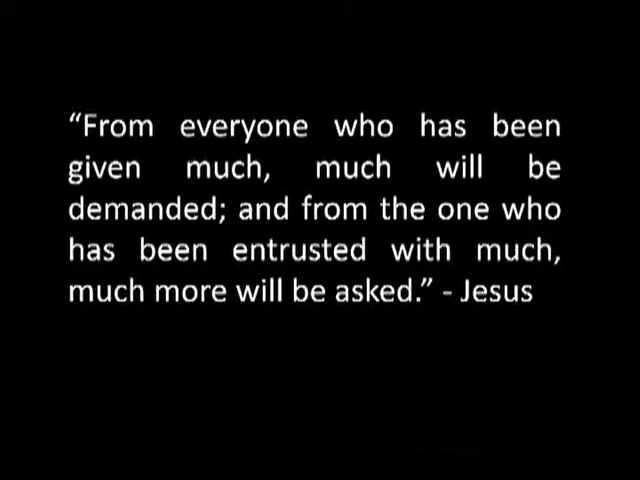 “From everyone who has been
given much, much will be
demanded; and from the one who
has been entrusted with much,
much more will be asked.” - Jesus